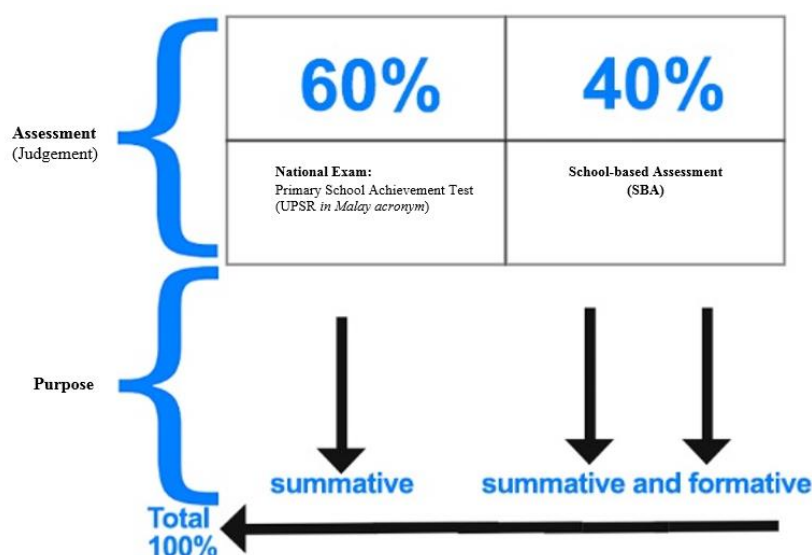 60%
40%
Assessment
(Judgement)
National Exam:
Primary School Achievement Test
(UPSR in Malay acronym)
School-based Assessment
(SBA)
Purpose
summative
summative and formative
Total
100%